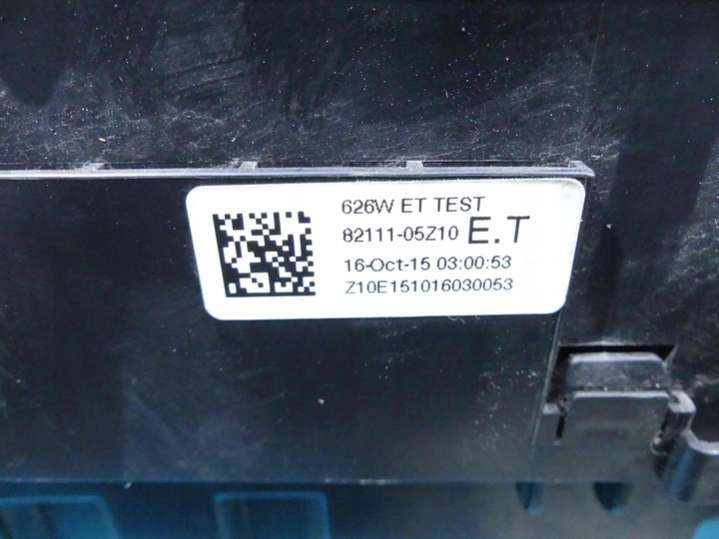 626W ET TEST
82111-05Z10 E.T
16-Oct-15 03:00:53
Z10E151016030053